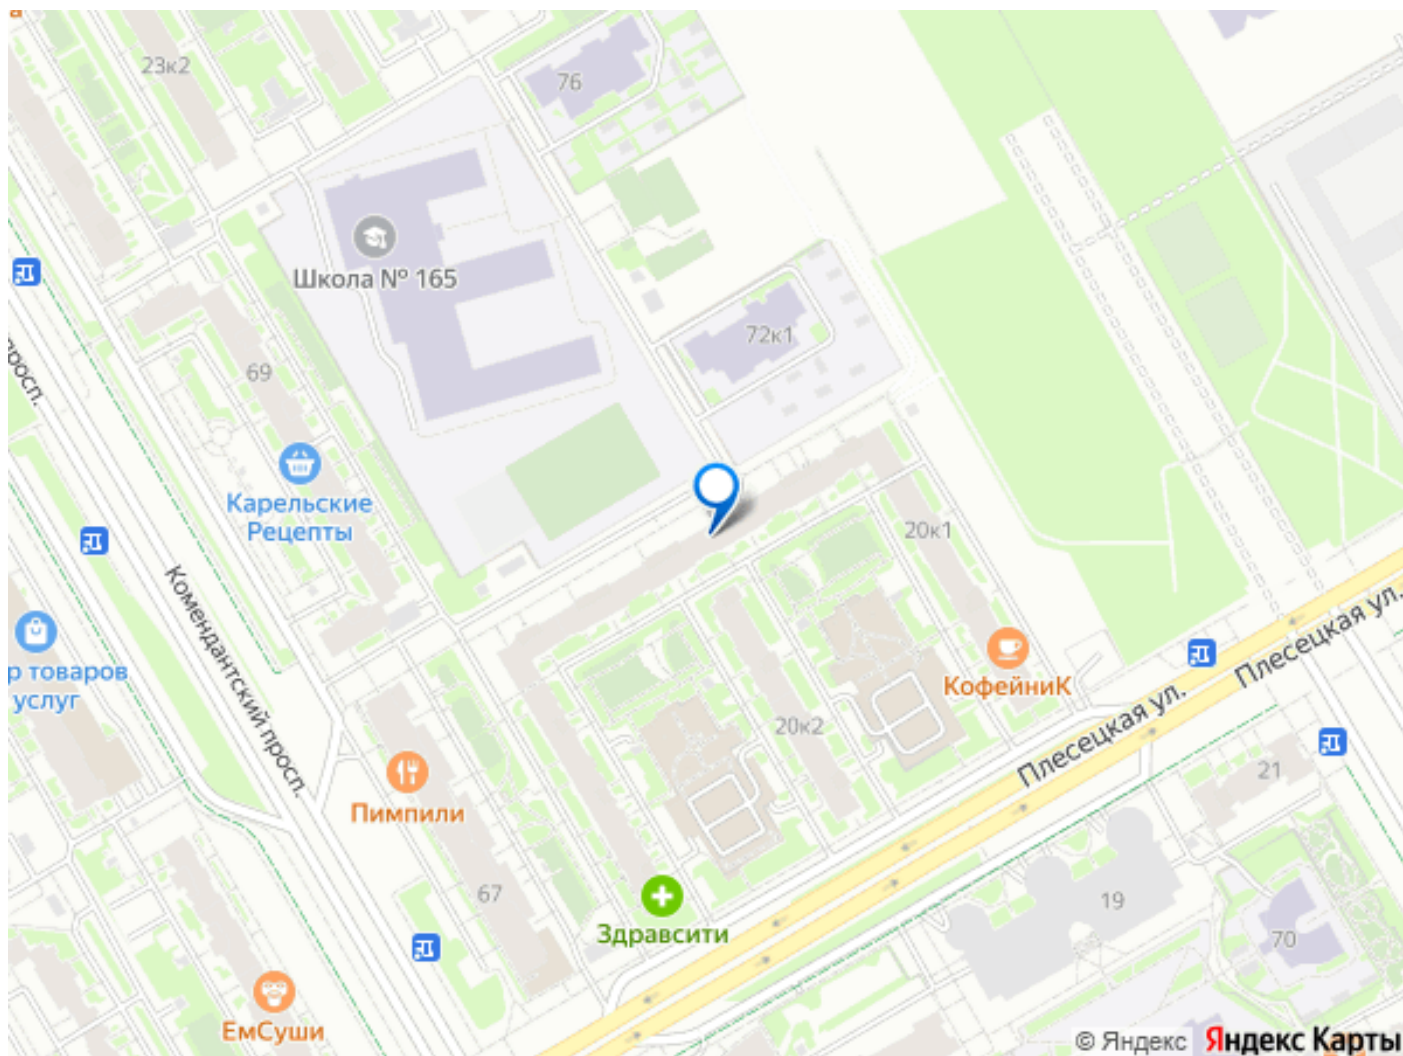 а
23к2
76
Школа № 165
72к1
69
просп.
Карельские
Рецепты
20к1
Комендантский просп.
р товаров
услуг
КофейниК
Плесецкая ул.
Плесецкая ул.
20к2
21
Пимпили
67
19
Здравсити
70
ЕмСуши
© Яндекс Яндекс Карты